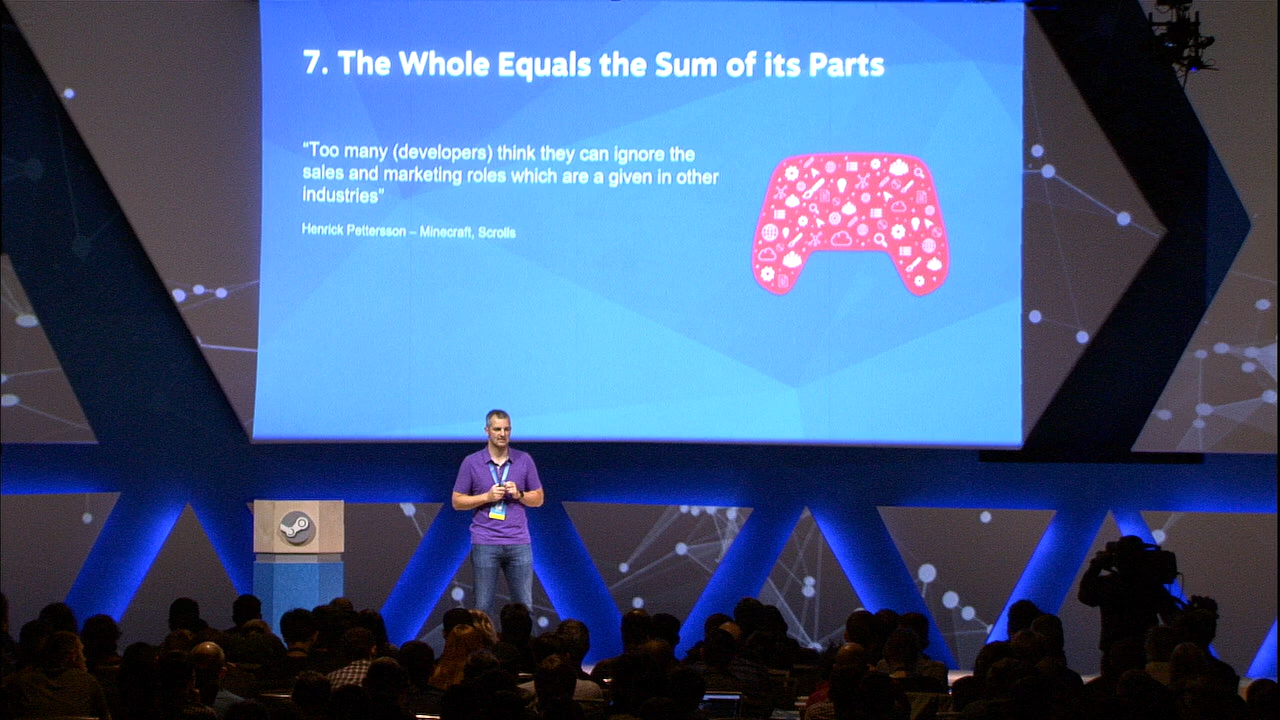 7. The Whole Equals the Sum of its Parts
“Too many (developers) think they can ignore the
sales and marketing roles which are a given in other
industries”
Henrick Pettersson – Minecraft, Scrolls